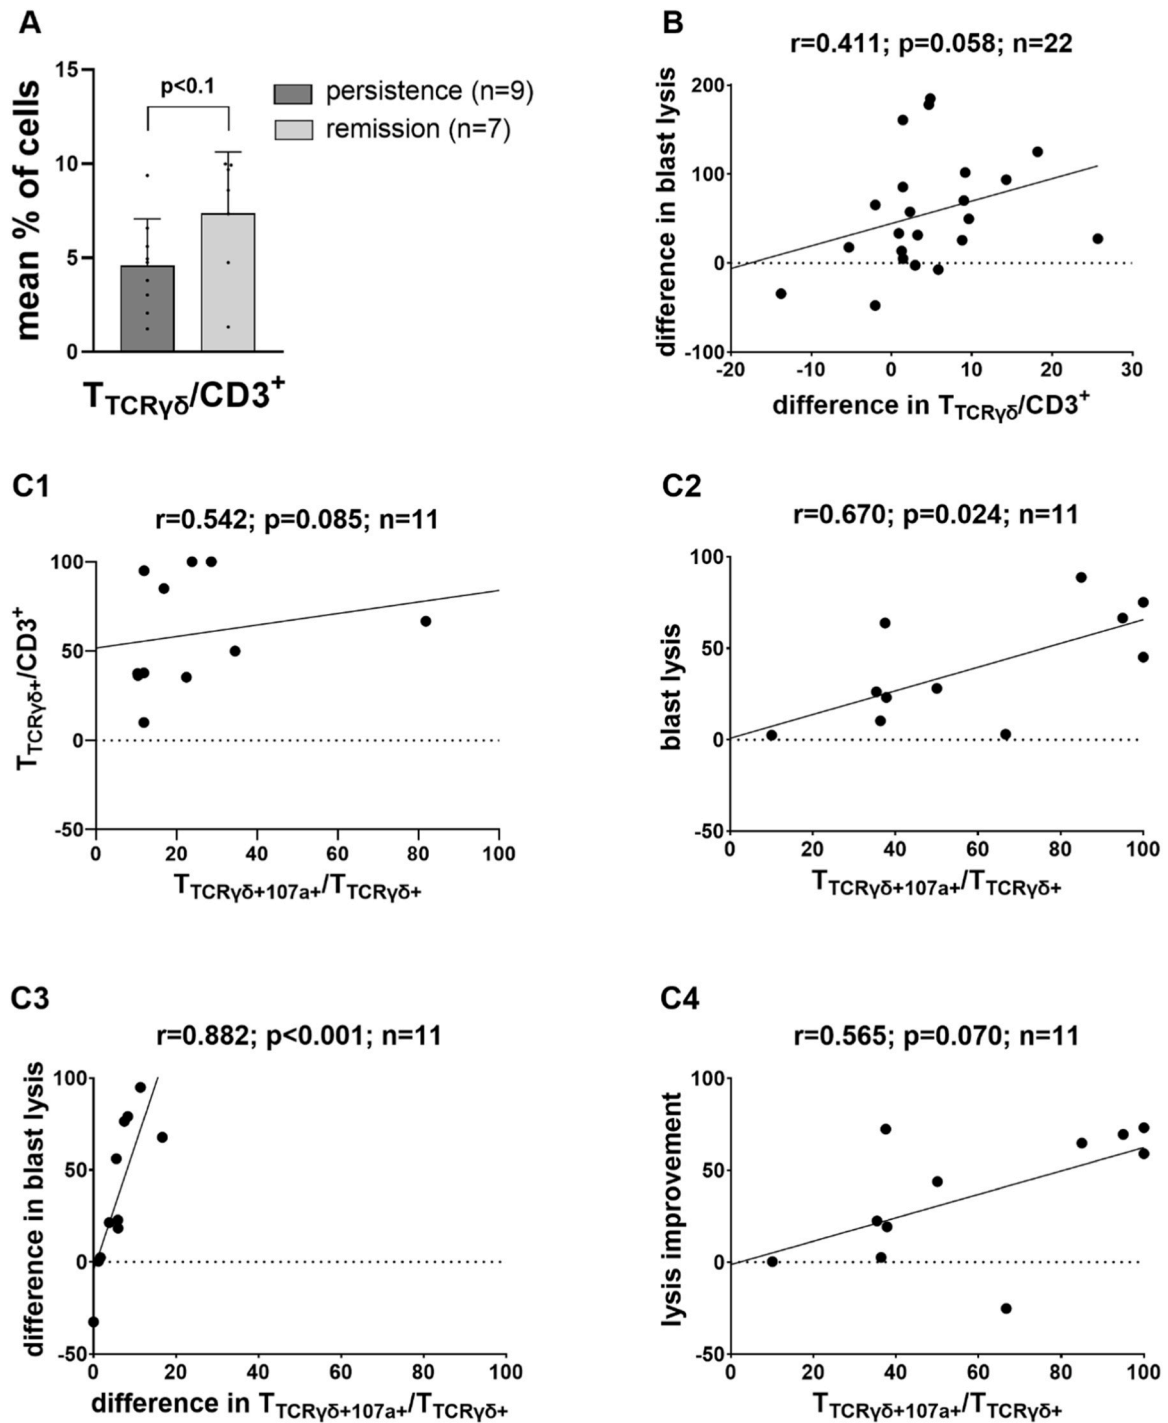 A
mean % of cells
15
10
5
0
p<0.1
persistence (n=9)
remission (n=7)
TTCRγδ/CD3+
B
r=0.411; p=0.058; n=22
difference in blast lysis
200
100
0
-100
-20 -10 0 10 20 30
difference in TTCRγδ/CD3+
C1
r=0.542; p=0.085; n=11
TTCRγδ+/CD3+
100
50
0
-50
0 20 40 60 80 100
TTCRγδ+107a+/TTCRγδ+
C2
r=0.670; p=0.024; n=11
blast lysis
100
50
0
-50
0 20 40 60 80 100
TTCRγδ+107a+/TTCRγδ+
C3
r=0.882; p<0.001; n=11
difference in blast lysis
100
50
0
-50
0 20 40 60 80 100
difference in TTCRγδ+107a+/TTCRγδ+
C4
r=0.565; p=0.070; n=11
lysis improvement
100
50
0
-50
0 20 40 60 80 100
TTCRγδ+107a+/TTCRγδ+